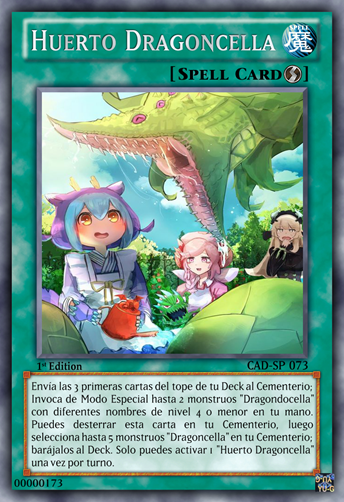 HUERTO DRAGONCELLA
SPELL
魔
[SPELL CARD]
CAD-SP 073
1st Edition
Envía las 3 primeras cartas del tope de tu Deck al Cementerio;
Invoca de Modo Especial hasta 2 monstruos "Dragondocella"
con diferentes nombres de nivel 4 o menor en tu mano.
Puedes desterrar esta carta en tu Cementerio, luego
selecciona hasta 5 monstruos "Dragoncella" en tu Cementerio;
barájalos al Deck. Solo puedes activar 1 "Huerto Dragoncella"
una vez por turno.
00000173